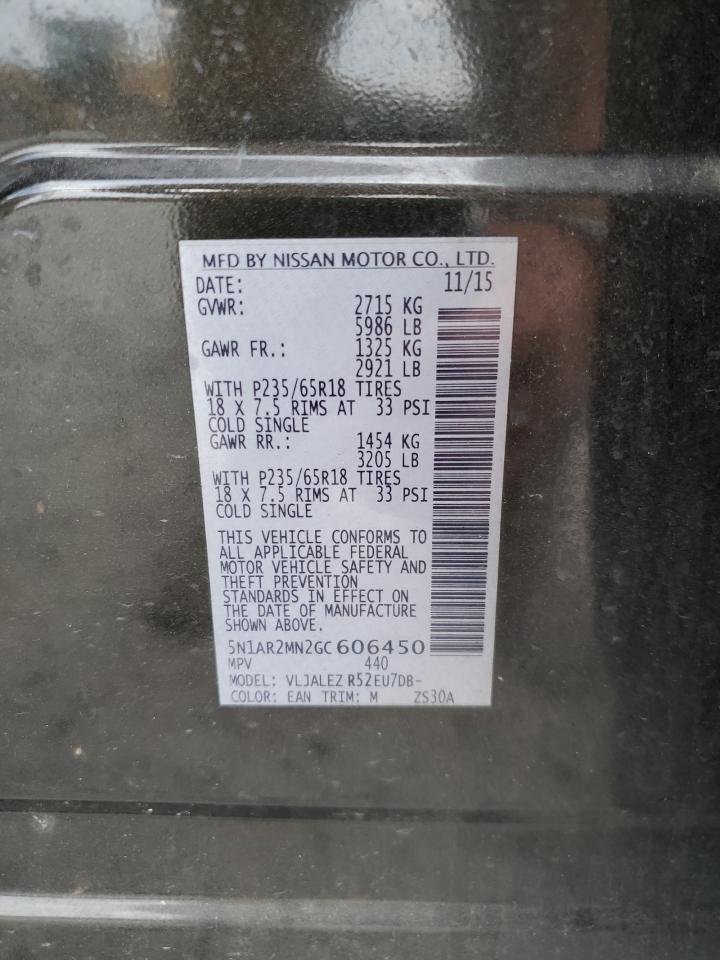 MFD BY NISSAN MOTOR CO., LTD.
DATE: 11/15
GVWR: 2715 KG
5986 LB
GAWR FR.: 1325 KG
2921 LB
WITH P235/65R18 TIRES
18 X 7.5 RIMS AT 33 PSI
COLD SINGLE
GAWR RR.: 1454 KG
3205 LB
WITH P235/65R18 TIRES
18 X 7.5 RIMS AT 33 PSI
COLD SINGLE
THIS VEHICLE CONFORMS TO
ALL APPLICABLE FEDERAL
MOTOR VEHICLE SAFETY AND
THEFT PREVENTION
STANDARDS IN EFFECT ON
THE DATE OF MANUFACTURE
SHOWN ABOVE.
5N1AR2MN2GC606450
MPV 440
MODEL: VLJALEZ R52EU7DB-
COLOR: EAN TRIM: M ZS30A